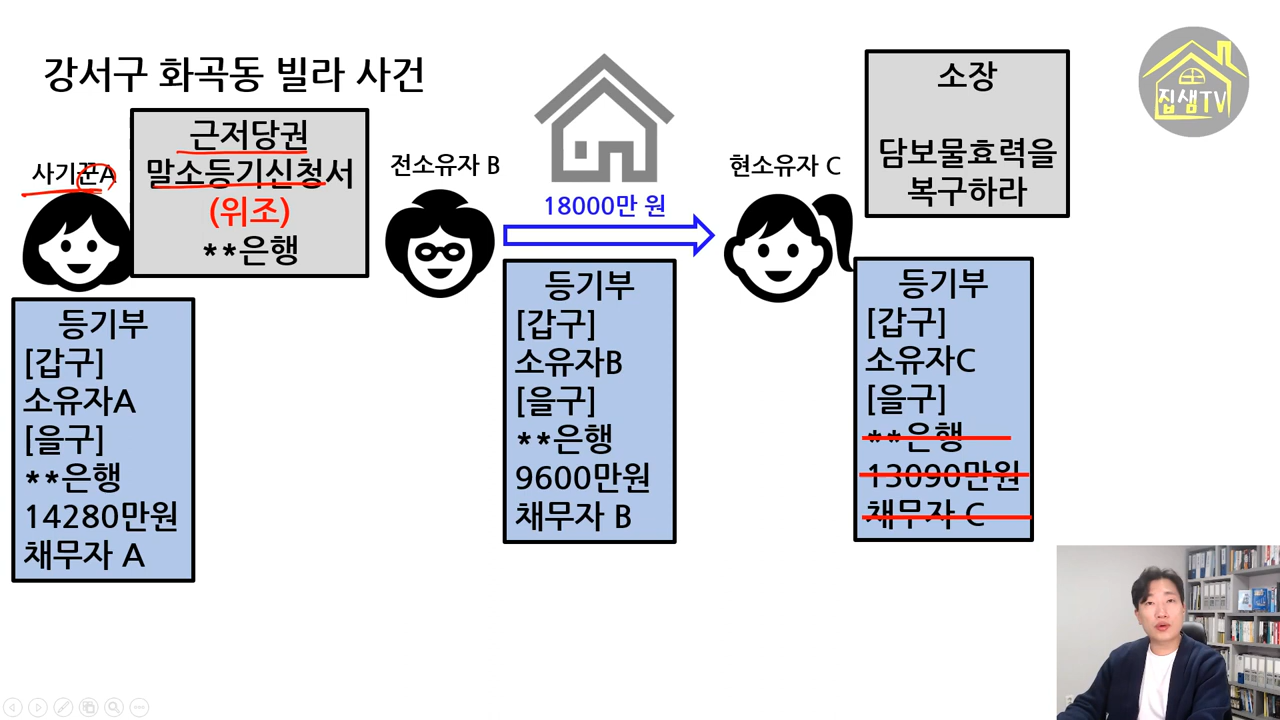 강서구 화곡동 빌라 사건
집샘TV
사기꾼A
근저당권
말소등기신청서
(위조)
**은행
등기부
[갑구]
소유자A
[을구]
**은행
14280만원
채무자 A
전소유자 B
18000만 원
등기부
[갑구]
소유자B
[을구]
**은행
9600만원
채무자 B
현소유자 C
소장
담보물효력을
복구하라
등기부
[갑구]
소유자C
[을구]
**은행
13090만원
채무자 C